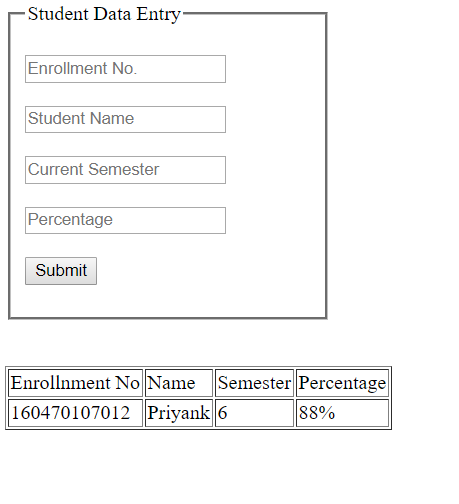 Student Data Entry
Enrollment No.
Student Name
Current Semester
Percentage
Submit
Enrollnment No Name Semester Percentage
160470107012 Priyank 6 88%